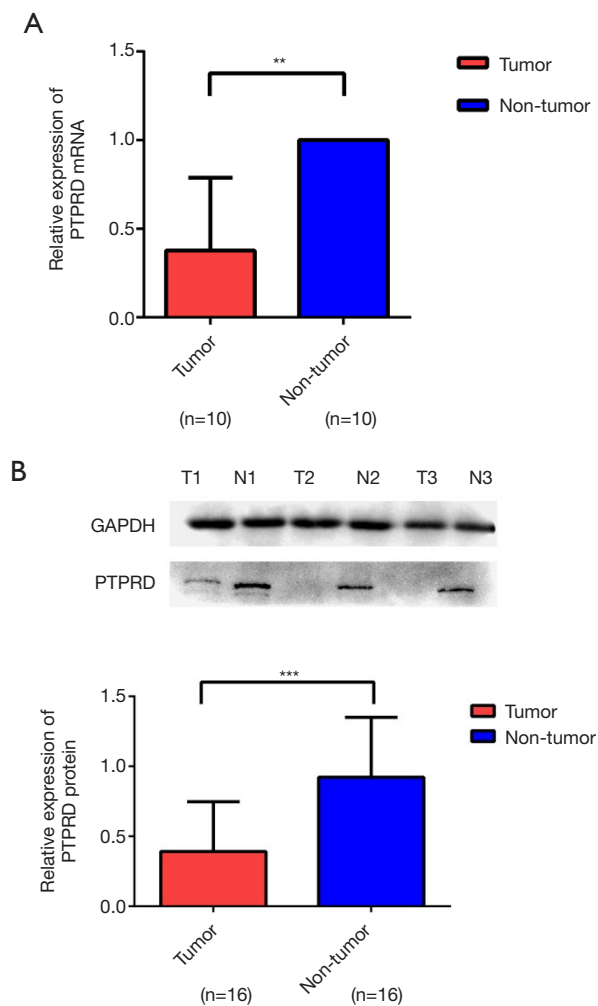 A
1.5
**
Tumor
Non-tumor
1.0
Relative expression of
PTPRD mRNA
0.5
0.0
Tumor
Non-tumor
(n=10)
(n=10)
B
T1 N1 T2 N2 T3 N3
GAPDH
PTPRD
***
1.5
Tumor
Non-tumor
1.0
Relative expression of
PTPRD protein
0.5
0.0
Tumor
Non-tumor
(n=16)
(n=16)